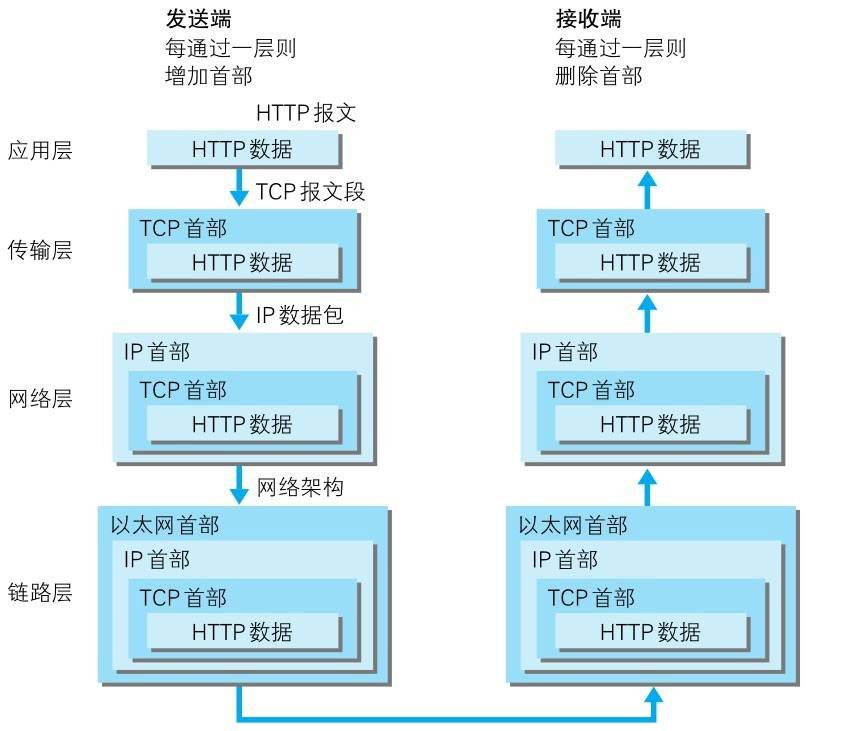 发送端
每通过一层则
增加首部
接收端
每通过一层则
删除首部
HTTP 报文
应用层
HTTP 数据
HTTP 数据
TCP 报文段
传输层
TCP 首部
HTTP 数据
TCP 首部
HTTP 数据
IP 数据包
网络层
IP 首部
TCP 首部
HTTP 数据
IP 首部
TCP 首部
HTTP 数据
网络架构
链路层
以太网首部
IP 首部
TCP 首部
HTTP 数据
以太网首部
IP 首部
TCP 首部
HTTP 数据